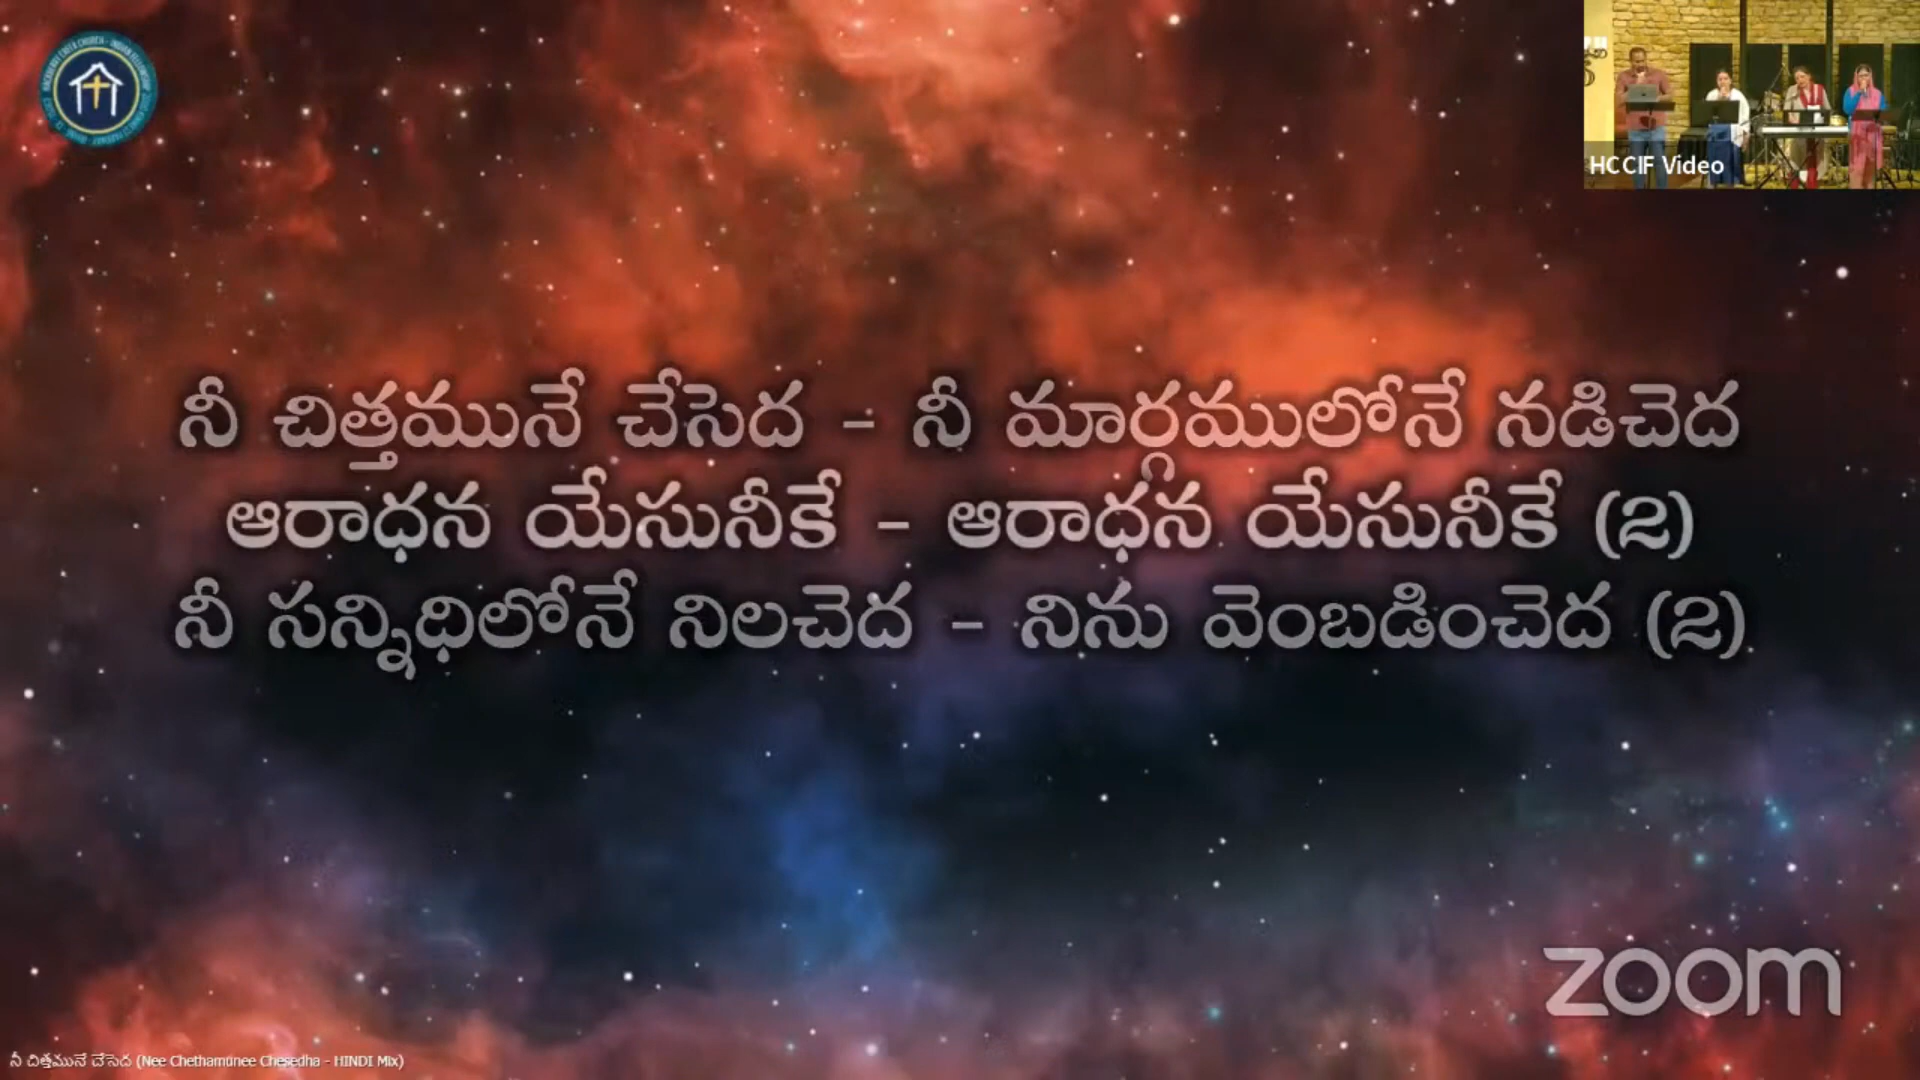 HCCIF Video
నీ చిత్తమునే చేసెద - నీ మార్గములోనే నడిచెద
ఆరాధన యేసునీకే - ఆరాధన యేసునీకే (2)
నీ సన్నిధిలోనే నిలచెద - నిను వెంబడించెద (2)
zoom
నీ చిత్తమునే చేసెద (Nee Chethamunee Chesedha - HINDI Mix)